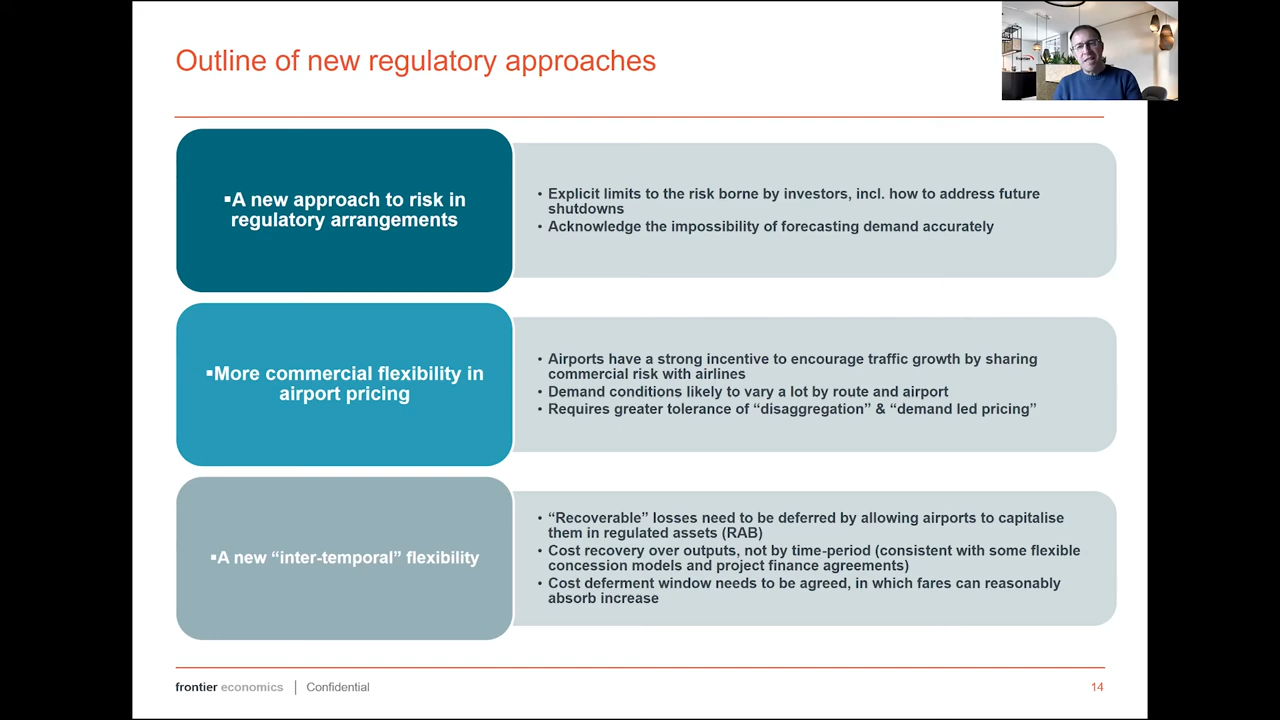 Outline of new regulatory approaches
▪A new approach to risk in
regulatory arrangements
• Explicit limits to the risk borne by investors, incl. how to address future
shutdowns
• Acknowledge the impossibility of forecasting demand accurately
▪More commercial flexibility in
airport pricing
• Airports have a strong incentive to encourage traffic growth by sharing
commercial risk with airlines
• Demand conditions likely to vary a lot by route and airport
• Requires greater tolerance of “disaggregation” & “demand led pricing”
▪A new “inter-temporal” flexibility
• “Recoverable” losses need to be deferred by allowing airports to capitalise
them in regulated assets (RAB)
• Cost recovery over outputs, not by time-period (consistent with some flexible
concession models and project finance agreements)
• Cost deferment window needs to be agreed, in which fares can reasonably
absorb increase
frontier economics | Confidential
14